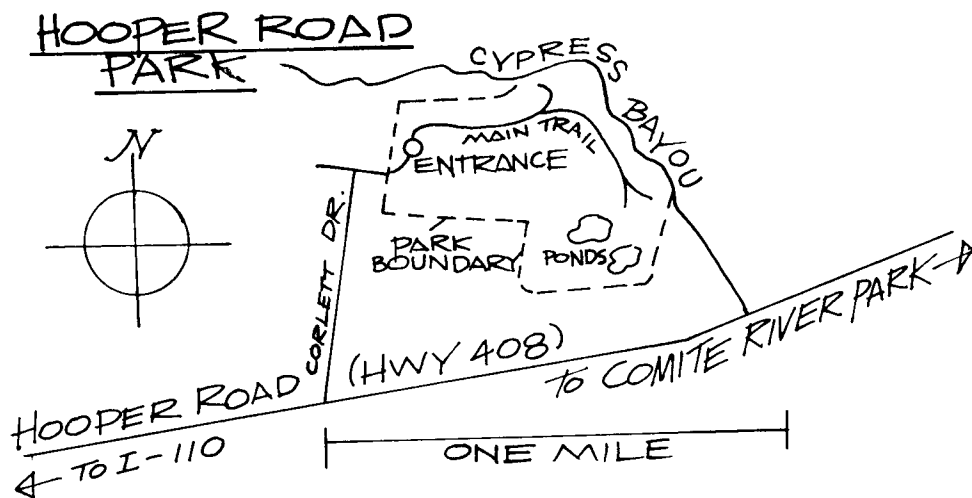 HOOPER ROAD
PARK
CYPRESS
BAYOU
N
MAIN TRAIL
ENTRANCE
CORLETT DR.
PARK
BOUNDARY
PONDS
(HWY 408)
HOOPER ROAD
TO COMITE RIVER PARK
TO I-110
ONE MILE